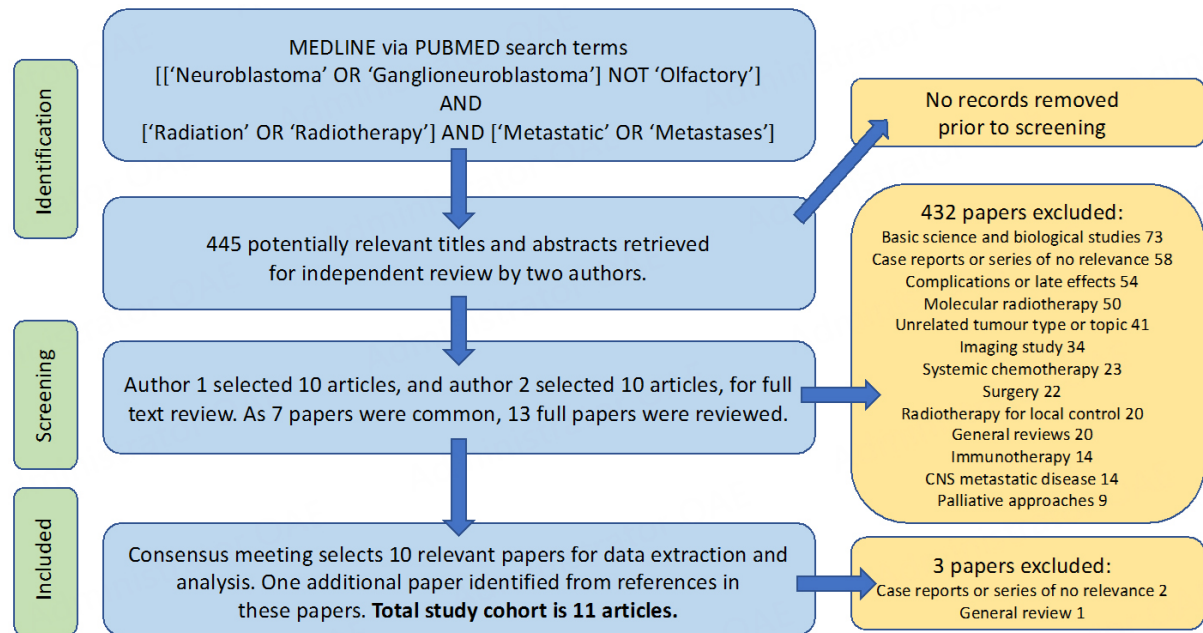 Identification
MEDLINE via PUBMED search terms
[['Neuroblastoma' OR 'Ganglioneuroblastoma'] NOT 'Olfactory']
AND
['Radiation' OR 'Radiotherapy'] AND ['Metastatic' OR 'Metastases']
No records removed
prior to screening
445 potentially relevant titles and abstracts retrieved
for independent review by two authors.
Screening
Author 1 selected 10 articles, and author 2 selected 10 articles, for full
text review. As 7 papers were common, 13 full papers were reviewed.
432 papers excluded:
Basic science and biological studies 73
Case reports or series of no relevance 58
Complications or late effects 54
Molecular radiotherapy 50
Unrelated tumour type or topic 41
Imaging study 34
Systemic chemotherapy 23
Surgery 22
Radiotherapy for local control 20
General reviews 20
Immunotherapy 14
CNS metastatic disease 14
Palliative approaches 9
Included
Consensus meeting selects 10 relevant papers for data extraction and
analysis. One additional paper identified from references in
these papers. Total study cohort is 11 articles.
3 papers excluded:
Case reports or series of no relevance 2
General review 1